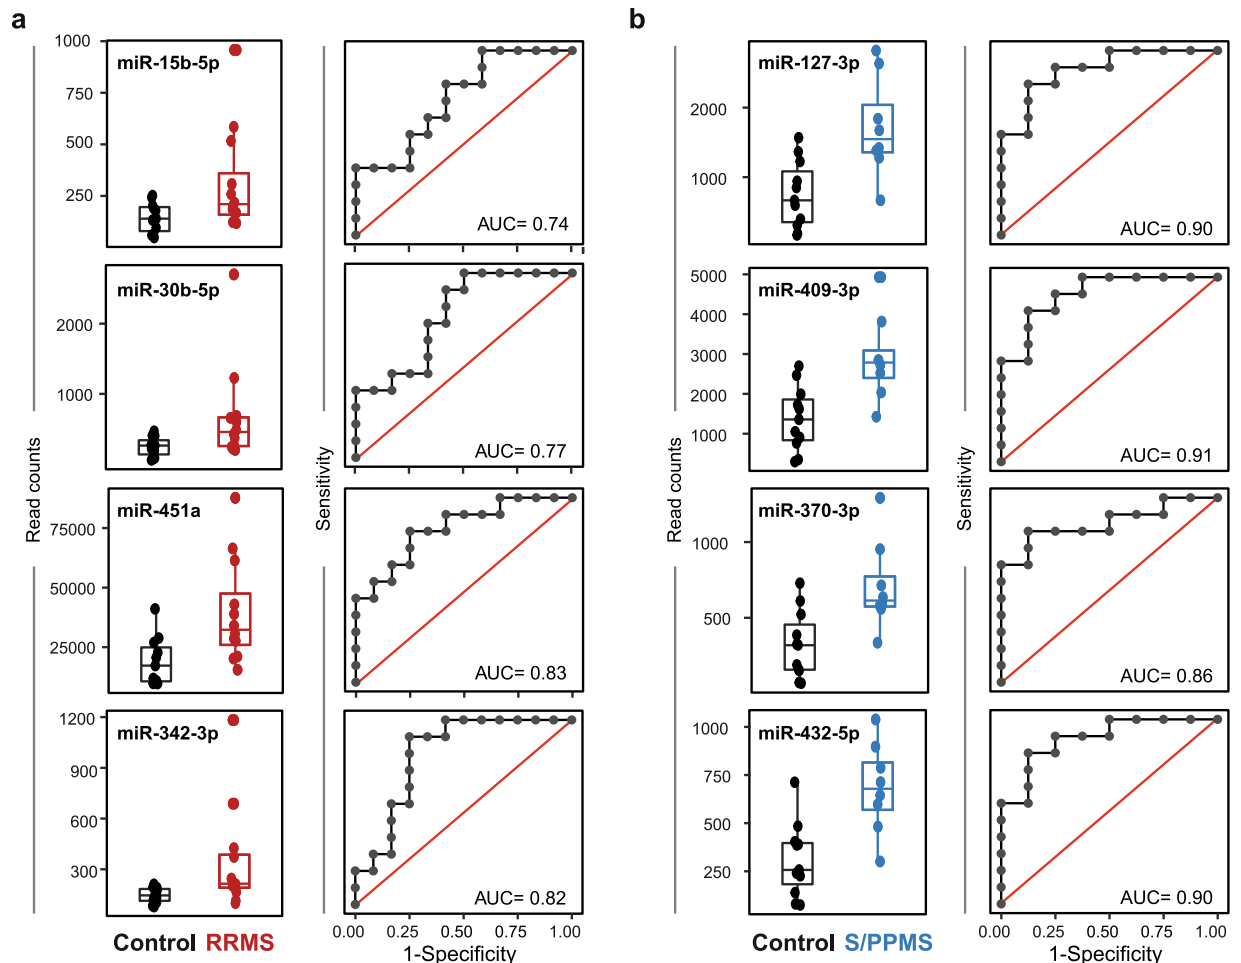 a
b
Read counts
Sensitivity
Read counts
Sensitivity
miR-15b-5p
1000
750
500
250
AUC= 0.74
miR-127-3p
2000
1000
AUC= 0.90
miR-30b-5p
2000
1000
AUC= 0.77
miR-409-3p
5000
4000
3000
2000
1000
AUC= 0.91
miR-451a
75000
50000
25000
AUC= 0.83
miR-370-3p
1000
500
AUC= 0.86
miR-342-3p
1200
900
600
300
AUC= 0.82
miR-432-5p
1000
750
500
250
AUC= 0.90
Control RRMS
0.00 0.25 0.50 0.75 1.00
1-Specificity
Control S/PPMS
0.00 0.25 0.50 0.75 1.00
1-Specificity